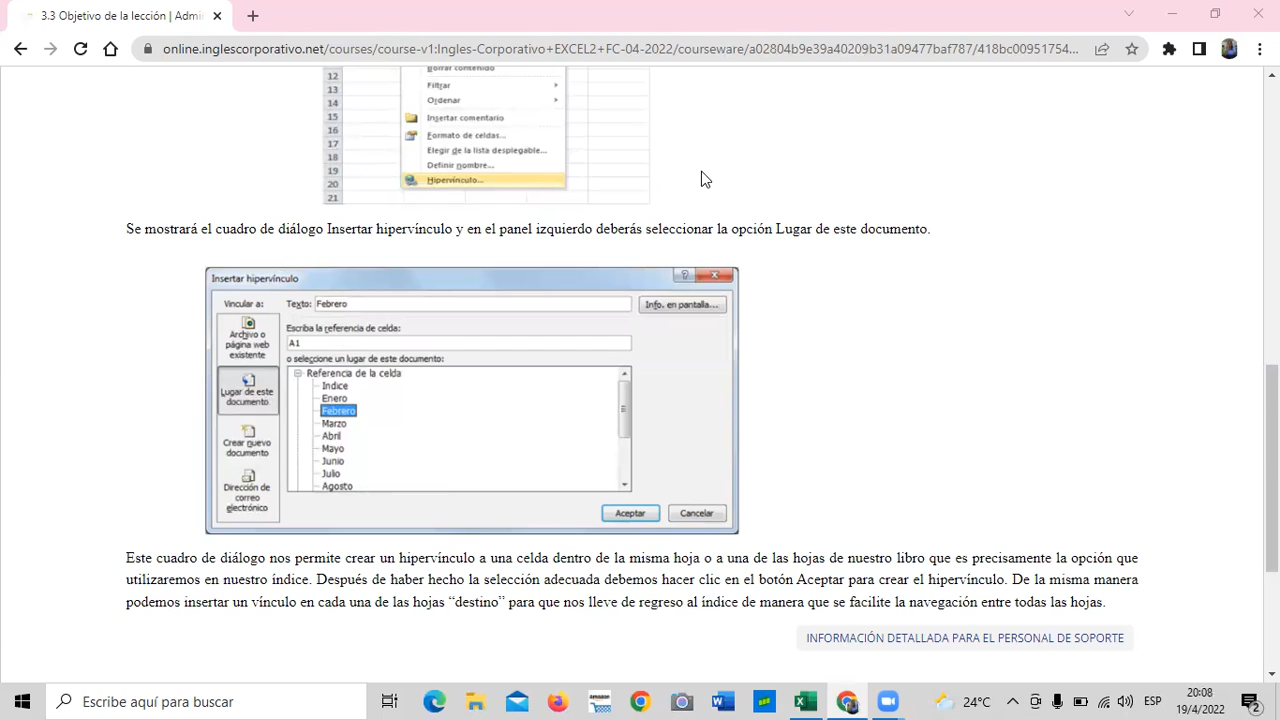 3.3 Objetivo de la lección | Admi
online.inglescorporativo.net/courses/course-v1:Ingles-Corporativo+EXCEL2+FC-04-2022/courseware/a02804b9e39a40209b31a09477baf787/418bc00951754...
12
13
14
15
16
17
18
19
20
21
Borrar contenido
Filtrar
Ordenar
Insertar comentario
Formato de celdas...
Elegir de la lista desplegable...
Definir nombre...
Hipervínculo...
Se mostrará el cuadro de diálogo Insertar hipervínculo y en el panel izquierdo deberás seleccionar la opción Lugar de este documento.
Insertar hipervínculo
Vincular a:
Texto: Febrero
Info. en pantalla...
Archivo o
página web
existente
Lugar de este
documento
Crear nuevo
documento
Dirección de
correo
electrónico
Escriba la referencia de celda:
A1
o seleccione un lugar de este documento:
Referencia de la celda
Indice
Enero
Febrero
Marzo
Abril
Mayo
Junio
Julio
Agosto
Aceptar
Cancelar
Este cuadro de diálogo nos permite crear un hipervínculo a una celda dentro de la misma hoja o a una de las hojas de nuestro libro que es precisamente la opción que
utilizaremos en nuestro índice. Después de haber hecho la selección adecuada debemos hacer clic en el botón Aceptar para crear el hipervínculo. De la misma manera
podemos insertar un vínculo en cada una de las hojas “destino” para que nos lleve de regreso al índice de manera que se facilite la navegación entre todas las hojas.
INFORMACIÓN DETALLADA PARA EL PERSONAL DE SOPORTE
Escribe aquí para buscar
amazon
24°C
ESP
20:08
19/4/2022
2